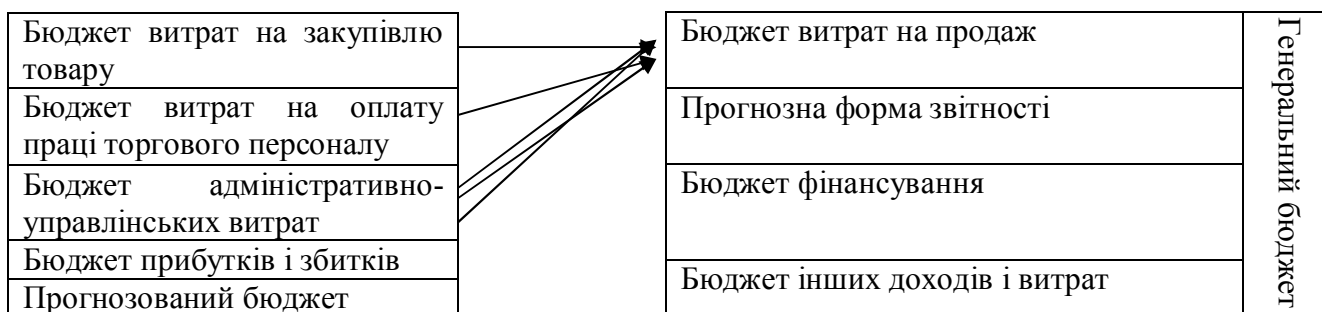 Бюджет витрат на закупівлю
товару
Бюджет витрат на оплату
праці торгового персоналу
Бюджет адміністративно-
управлінських витрат
Бюджет прибутків і збитків
Прогнозований бюджет
Бюджет витрат на продаж
Прогнозна форма звітності
Бюджет фінансування
Бюджет інших доходів і витрат
Генеральний бюджет